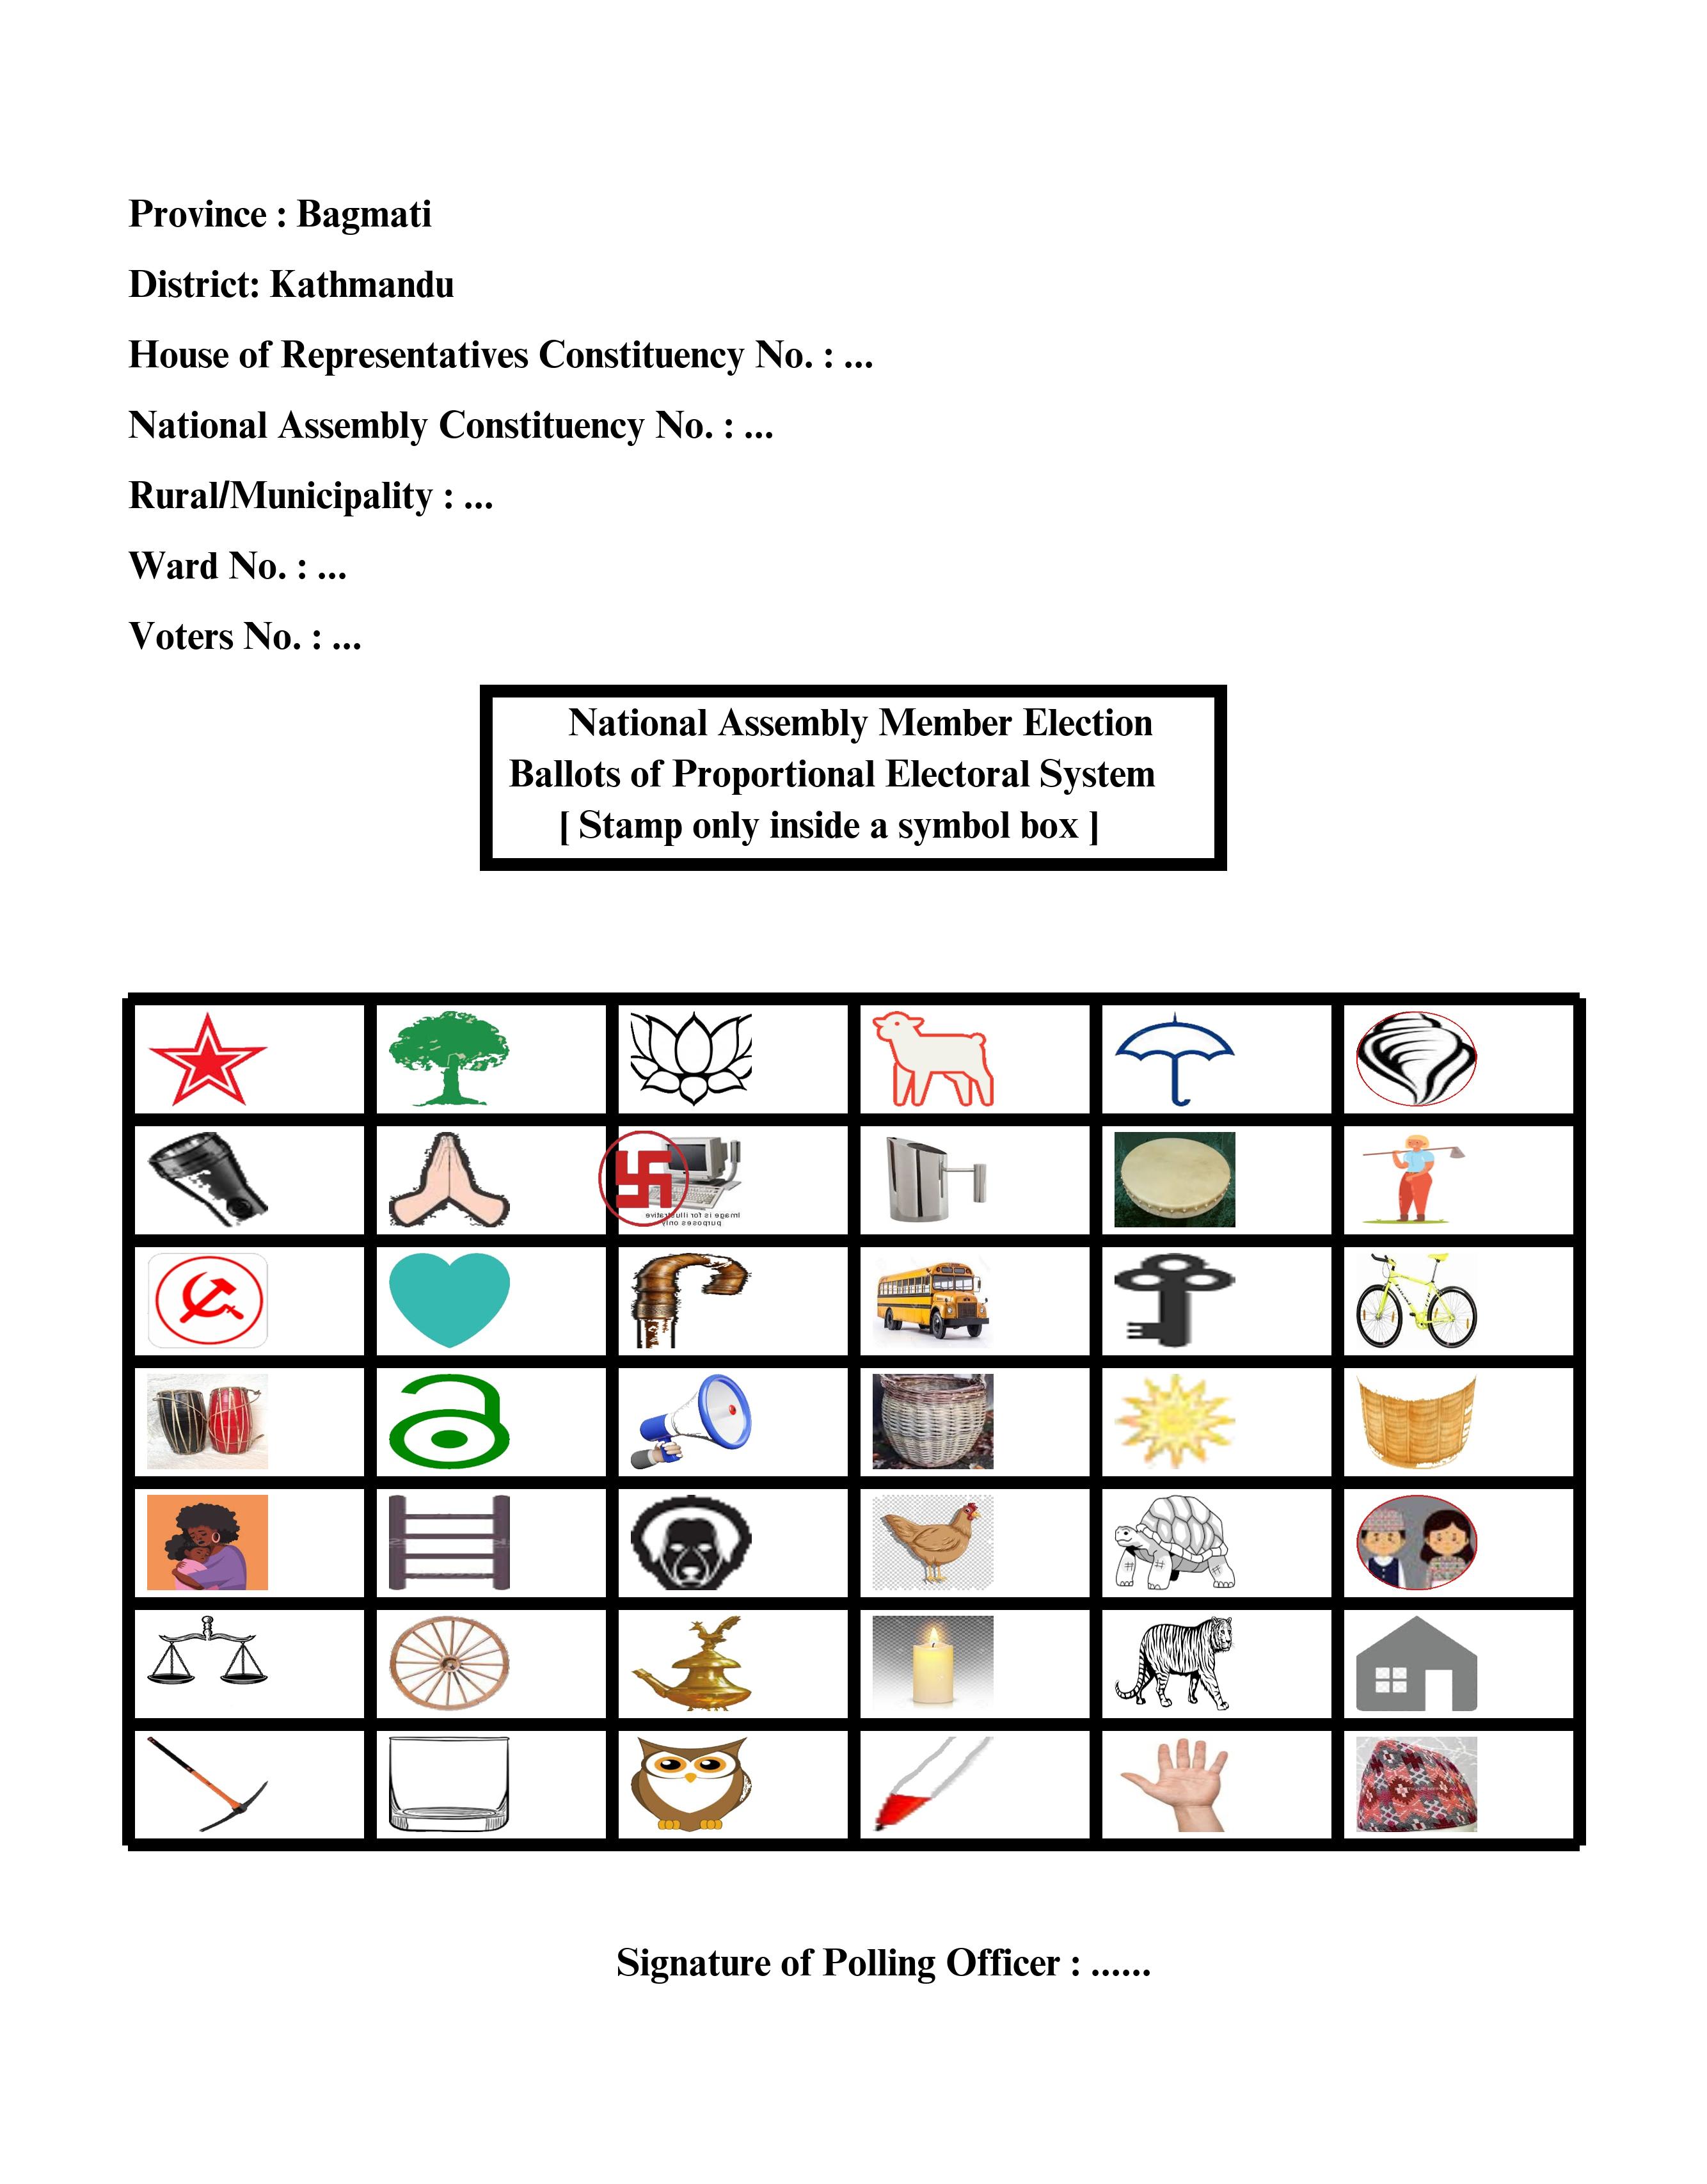 Province : Bagmati
District: Kathmandu
House of Representatives Constituency No. : ...
National Assembly Constituency No. : ...
Rural/Municipality : ...
Ward No. : ...
Voters No. : ...
National Assembly Member Election
Ballots of Proportional Electoral System
[ Stamp only inside a symbol box ]
Image is for illustrative
purposes only
Signature of Polling Officer : ......